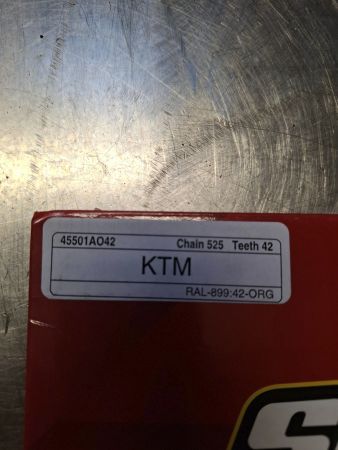 45501AO42 Chain 525 Teeth 42
KTM
RAL-899:42-ORG